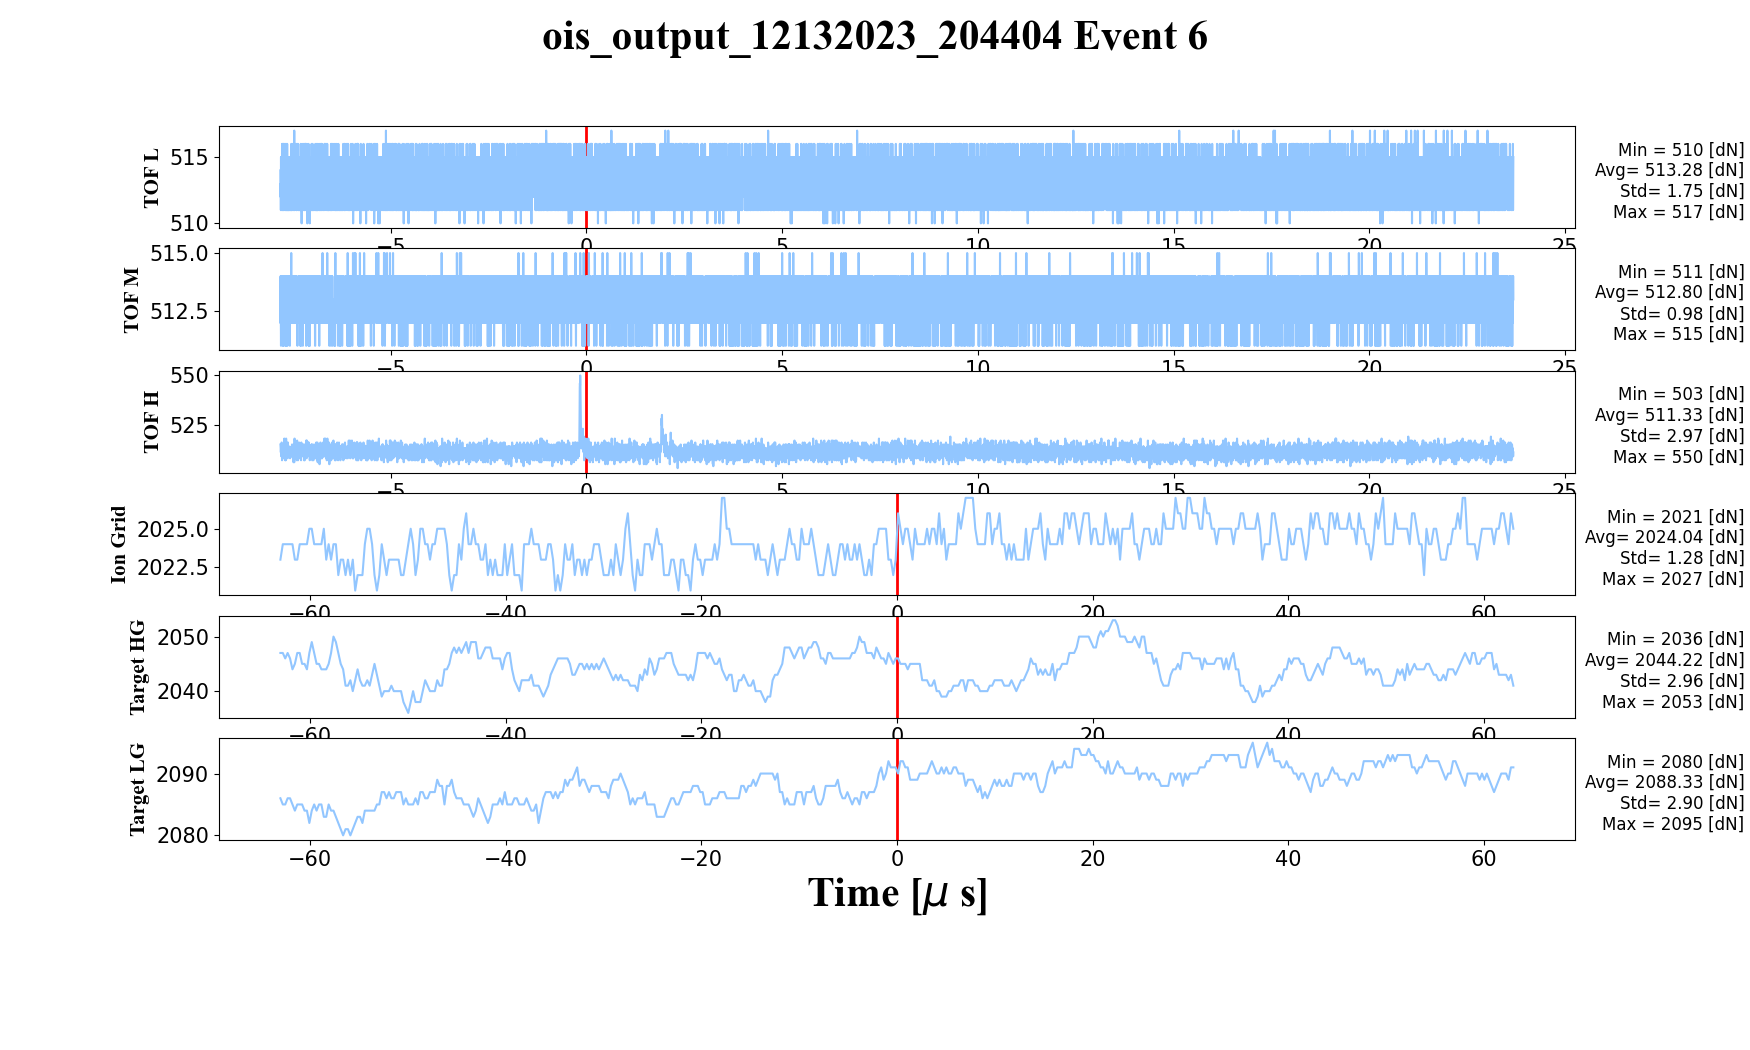 ois_output_12132023_204404 Event 6
TOF L
515
510
−5 0 5 10 15 20 25
Min = 510 [dN]
Avg= 513.28 [dN]
Std= 1.75 [dN]
Max = 517 [dN]
TOF M
515.0
512.5
−5 0 5 10 15 20 25
Min = 511 [dN]
Avg= 512.80 [dN]
Std= 0.98 [dN]
Max = 515 [dN]
TOF H
550
525
−5 0 5 10 15 20 25
Min = 503 [dN]
Avg= 511.33 [dN]
Std= 2.97 [dN]
Max = 550 [dN]
Ion Grid
2025.0
2022.5
−60 −40 −20 0 20 40 60
Min = 2021 [dN]
Avg= 2024.04 [dN]
Std= 1.28 [dN]
Max = 2027 [dN]
Target HG
2050
2040
−60 −40 −20 0 20 40 60
Min = 2036 [dN]
Avg= 2044.22 [dN]
Std= 2.96 [dN]
Max = 2053 [dN]
Target LG
2090
2080
−60 −40 −20 0 20 40 60
Min = 2080 [dN]
Avg= 2088.33 [dN]
Std= 2.90 [dN]
Max = 2095 [dN]
Time [μ s]